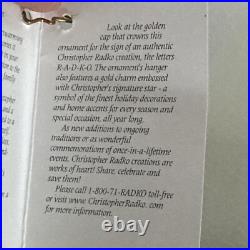 Look at the golden
cap that crowns this
ornament for the sign of an authentic
Christopher Radko creation, the letters
R-A-D-K-O. The ornament's hanger
also features a gold charm embossed
with Christopher's signature star - a
symbol of the finest holiday decorations
and home accents for every season and
special occasion, all year long.
As new additions to ongoing
traditions or as wonderful
commemorations of once-in-a-lifetime
events, Christopher Radko creations are
works of heart! Share, celebrate and
save them!
Please call 1-800-71-RADKO toll-free
or visit www. ChristopherRadko. com
for more information.